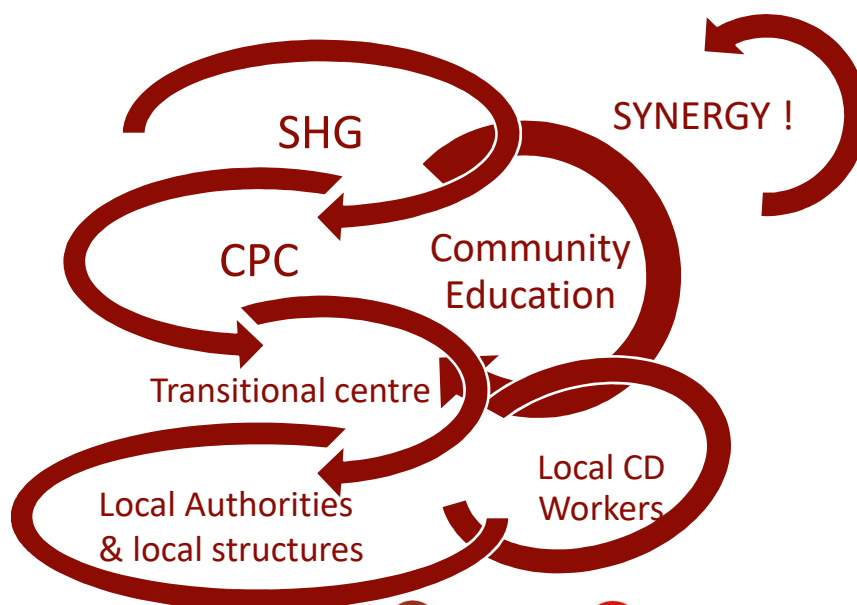 SYNERGY !
SHG
Community
Education
CPC
Transitional centre
Local CD
Workers
Local Authorities
& local structures